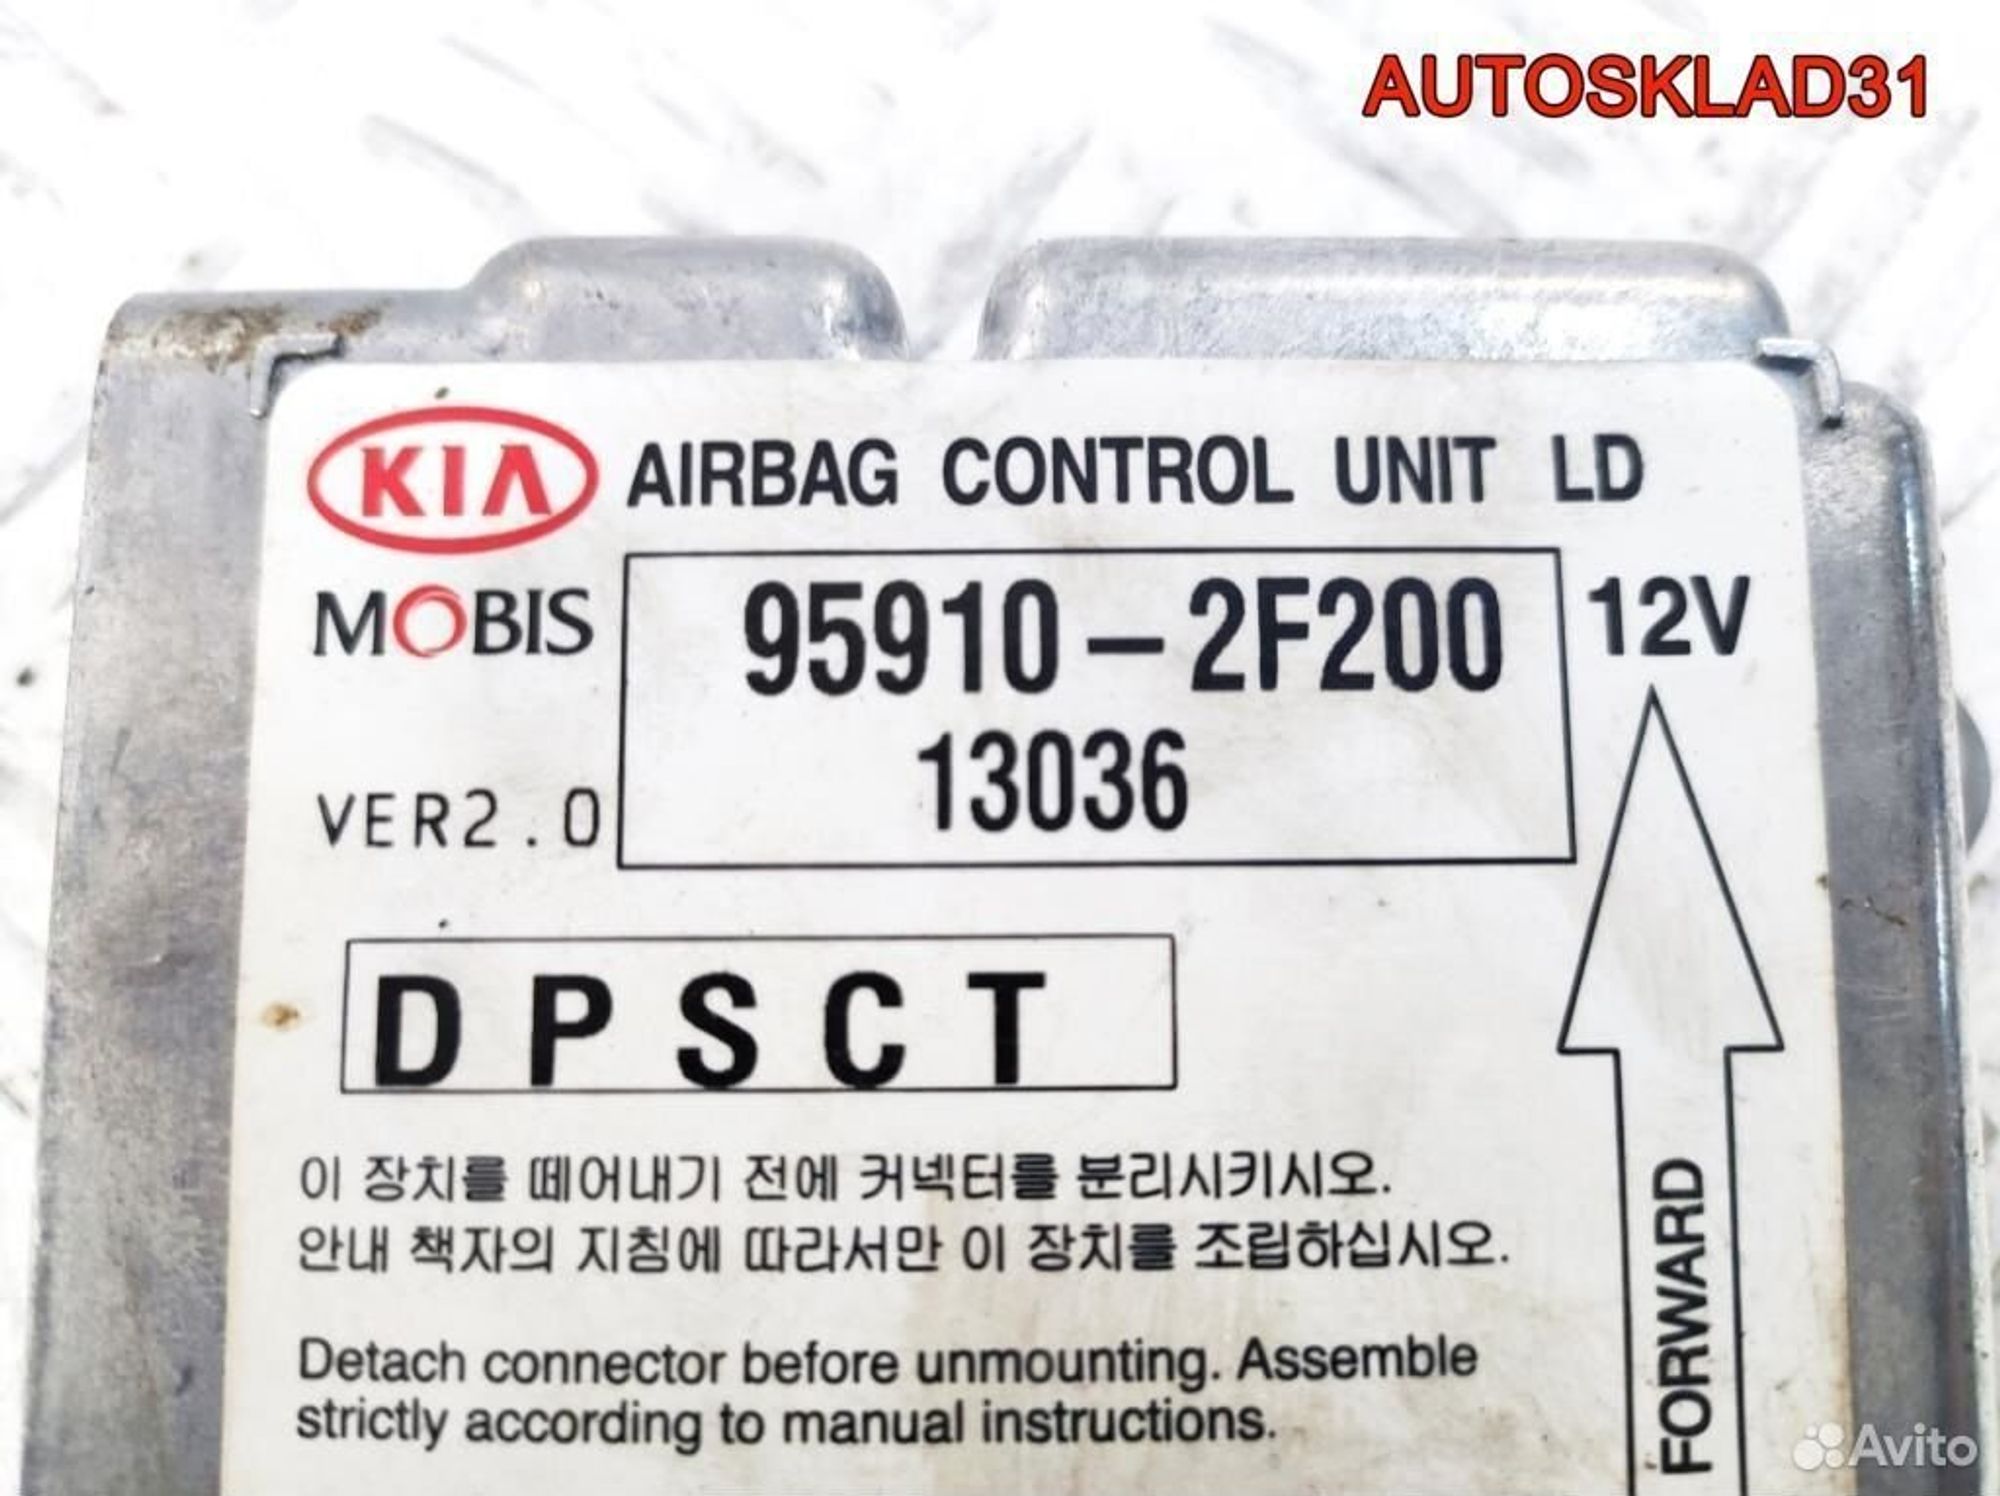 AUTOSKLAD31
KIA AIRBAG CONTROL UNIT LD
MOBIS 95910-2F200 12V
13036
VER2.0
DPSCT
이 장치를 떼어내기 전에 커넥터를 분리시키시오.
안내 책자의 지침에 따라서만 이 장치를 조립하십시오.
Detach connector before unmounting. Assemble
strictly according to manual instructions.
FORWARD
Avito